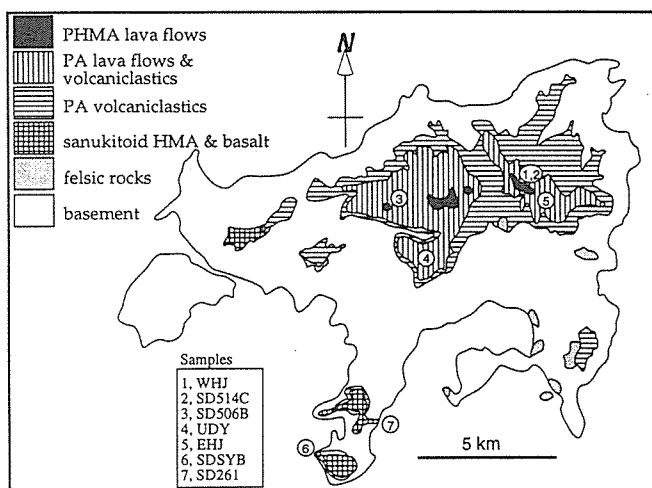 PHMA lava flows
PA lava flows &
volcaniclastics
PA volcaniclastics
sanukitoid HMA & basalt
felsic rocks
basement
N
1,2
3
5
4
Samples
1, WHJ
2, SD514C
3, SD506B
4, UDY
5, EHJ
6, SDSYB
7, SD261
7
6
5 km